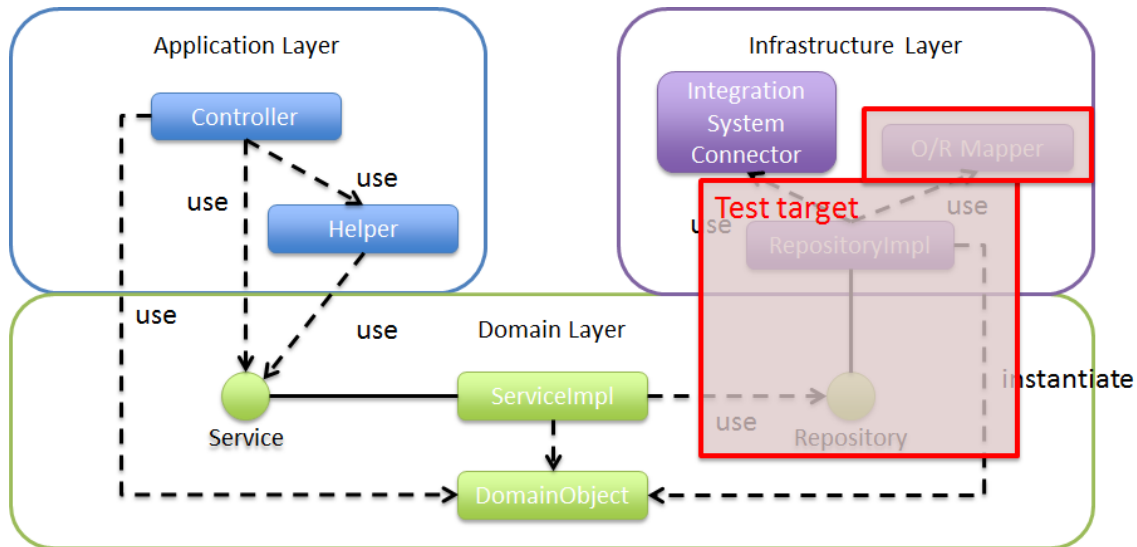 Application Layer
Infrastructure Layer
Controller
Integration
System
Connector
O/R Mapper
use
use
Helper
Test target
use
use
RepositoryImpl
use
use
Domain Layer
ServiceImpl
instantiate
Service
use
Repository
DomainObject